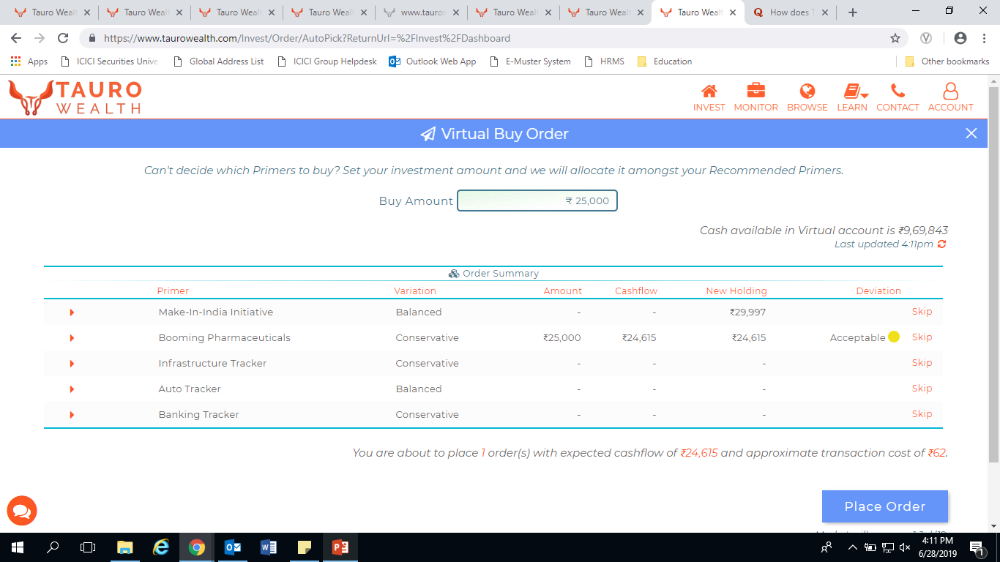 Tauro Wealt
Tauro Wealt
Tauro Wealt
Tauro Wealt
www.taurow
Tauro Wealt
Tauro Wealt
Tauro Wealt
How does T
https://www.taurowealth.com/Invest/Order/AutoPick?ReturnUrl=%2FInvest%2FDashboard
Apps
ICICI Securities Unive
Global Address List
ICICI Group Helpdesk
Outlook Web App
E-Muster System
HRMS
Education
Other bookmarks
TAURO
WEALTH
INVEST MONITOR BROWSE LEARN CONTACT ACCOUNT
Virtual Buy Order
Can't decide which Primers to buy? Set your investment amount and we will allocate it amongst your Recommended Primers.
Buy Amount ₹ 25,000
Cash available in Virtual account is ₹9,69,843
Last updated 4:11pm
Order Summary
Primer Variation Amount Cashflow New Holding Deviation
Make-In-India Initiative Balanced - - ₹29,997 Skip
Booming Pharmaceuticals Conservative ₹25,000 ₹24,615 ₹24,615 Acceptable Skip
Infrastructure Tracker Conservative - - - Skip
Auto Tracker Balanced - - - Skip
Banking Tracker Conservative - - - Skip
You are about to place 1 order(s) with expected cashflow of ₹24,615 and approximate transaction cost of ₹62.
Place Order
4:11 PM
6/28/2019
1